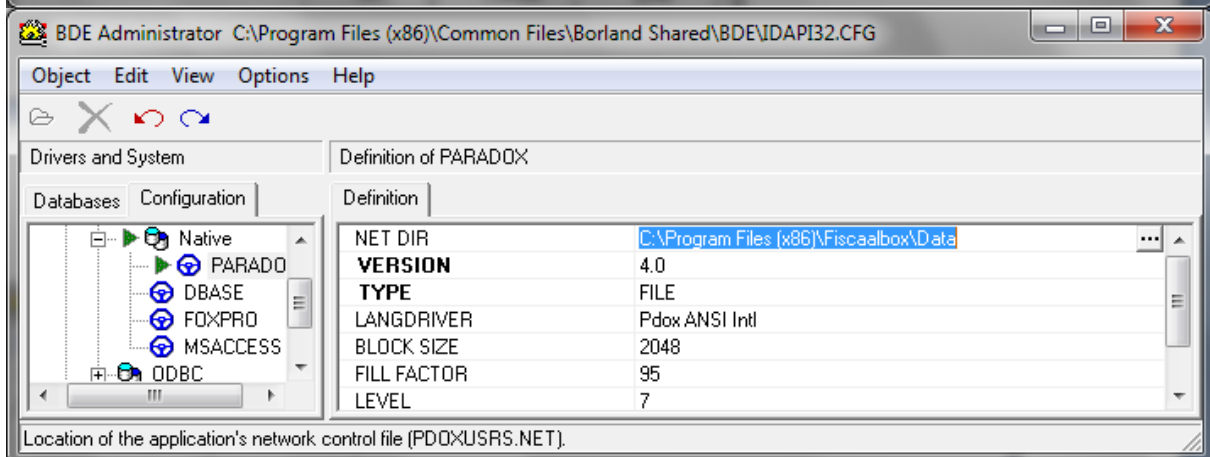 BDE Administrator C:\Program Files (x86)\Common Files\Borland Shared\BDE\IDAPI32.CFG
Object Edit View Options Help
Drivers and System
Definition of PARADOX
Databases Configuration
Definition
Native
PARADO
DBASE
FOXPRO
MSACCESS
ODBC
NET DIR C:\Program Files (x86)\Fiscaalbox\Data ...
VERSION 4.0
TYPE FILE
LANGDRIVER Pdox ANSI Intl
BLOCK SIZE 2048
FILL FACTOR 95
LEVEL 7
Location of the application's network control file (PDOXUSRS.NET).